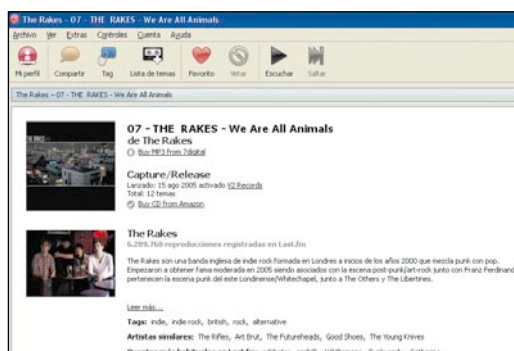 The Rakes - 07 - THE RAKES - We Are All Animals
Archivo Ver Extras Controles Cuenta Ayuda
Mi perfil Compartir Tag Lista de temas Favorito Vetar Escuchar Saltar
The Rakes - 07 - THE RAKES - We Are All Animals
07 - THE RAKES - We Are All Animals
de The Rakes
Buy MP3 from 7digital
Capture/Release
Lanzado: 15 ago 2005 activado V2 Records
Total: 12 temas
Buy CD from Amazon
The Rakes
6.289.768 reproducciones registradas en Last.fm
The Rakes son una banda inglesa de indie rock formada en Londres a inicios de los años 2000 que mezcla punk con pop.
Empezaron a obtener fama moderada en 2005 siendo asociados con la escena post-punk/art-rock junto con Franz Ferdinand
pertenecen la escena punk del este Londinense/Whitechapel, junto a The Others y The Libertines.
Leer más...
Tags: indie, indie rock, british, rock, alternative
Artistas similares: The Rifles, Art Brut, The Futureheads, Good Shoes, The Young Knives